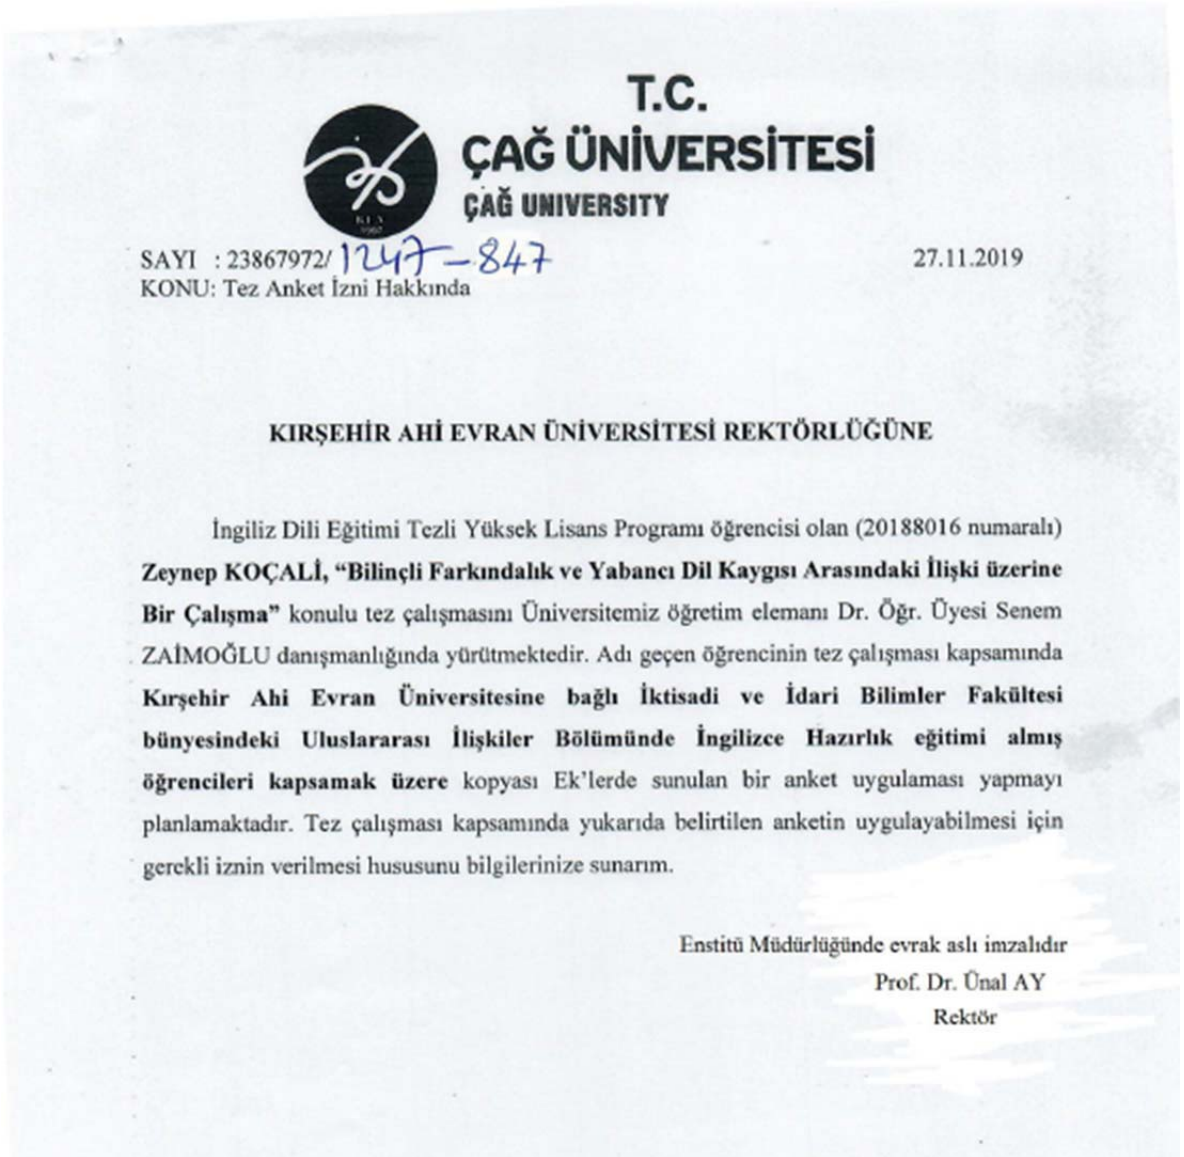 T.C.
ÇAĞ ÜNİVERSİTESİ
ÇAĞ UNIVERSITY
SAYI : 23867972/ 1247-847 27.11.2019
KONU: Tez Anket İzni Hakkında
KIRŞEHİR AHİ EVRAN ÜNİVERSİTESİ REKTÖRLÜĞÜNE
İngiliz Dili Eğitimi Tezli Yüksek Lisans Programı öğrencisi olan (20188016 numaralı)
Zeynep KOÇALİ, “Bilinçli Farkındalık ve Yabancı Dil Kaygısı Arasındaki İlişki üzerine
Bir Çalışma” konulu tez çalışmasını Üniversitemiz öğretim elemanı Dr. Öğr. Üyesi Senem
ZAİMOĞLU danışmanlığında yürütmektedir. Adı geçen öğrencinin tez çalışması kapsamında
Kırşehir Ahi Evran Üniversitesine bağlı İktisadi ve İdari Bilimler Fakültesi
bünyesindeki Uluslararası İlişkiler Bölümünde İngilizce Hazırlık eğitimi almış
öğrencileri kapsamak üzere kopyası Ek’lerde sunulan bir anket uygulaması yapmayı
planlamaktadır. Tez çalışması kapsamında yukarıda belirtilen anketin uygulayabilmesi için
gerekli iznin verilmesi hususunu bilgilerinize sunarım.
Enstitü Müdürlüğünde evrak aslı imzalıdır
Prof. Dr. Ünal AY
Rektör